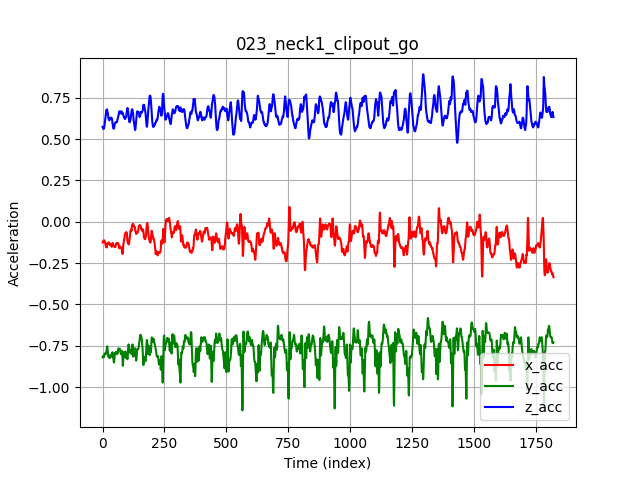 023_neck1_clipout_go
Acceleration
0.75
0.50
0.25
0.00
−0.25
−0.50
−0.75
−1.00
x_acc
y_acc
z_acc
0 250 500 750 1000 1250 1500 1750
Time (index)